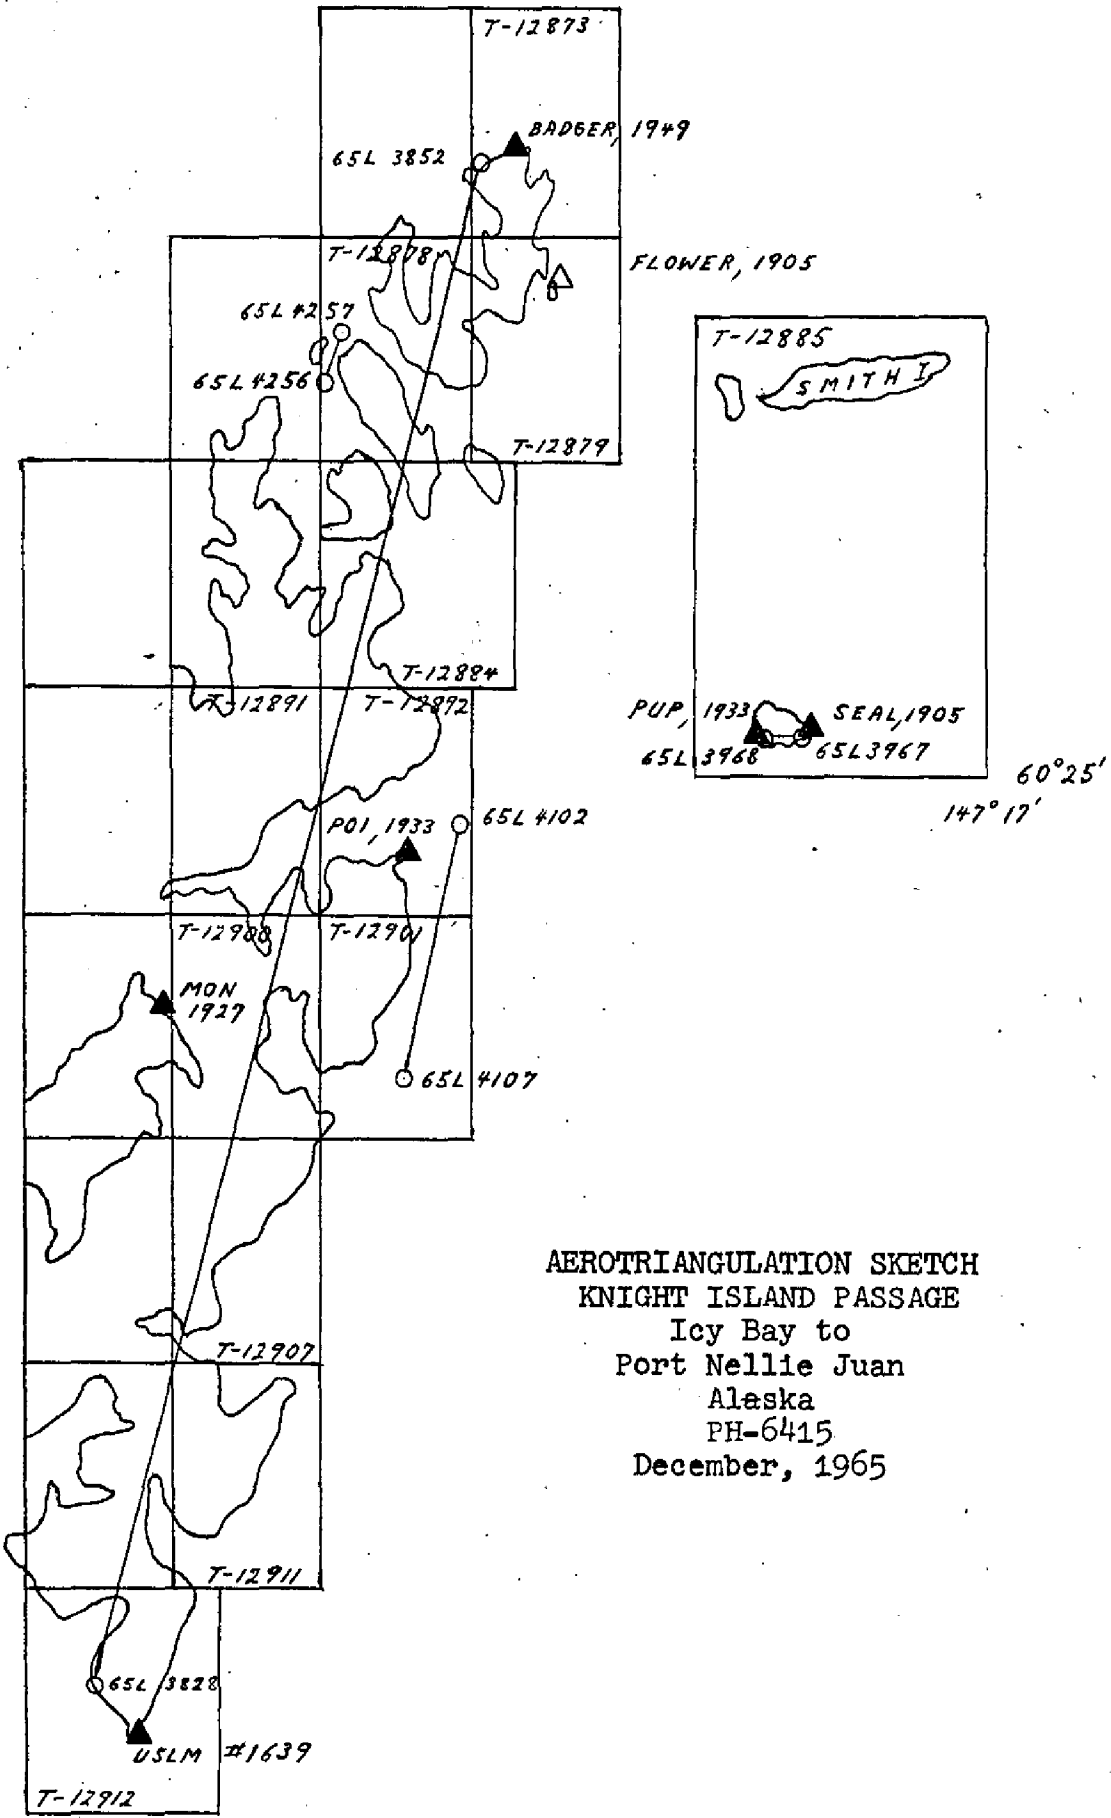 T-12873
BADGER, 1949
65L 3852
T-12878
FLOWER, 1905
65L 4257
T-12885
SMITH I
65L 4256
T-12879
T-12884
T-12891
T-12892
PUP, 1933
SEAL, 1905
65L 3968
65L 3967
60°25'
147°17'
POI, 1933
65L 4102
T-12900
T-12901
MON
1927
65L 4107
AEROTRIANGULATION SKETCH
KNIGHT ISLAND PASSAGE
Icy Bay to
Port Nellie Juan
Alaska
PH-6415
December, 1965
T-12907
T-12911
65L 3828
USLM #1639
T-12912